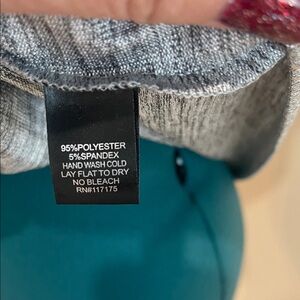 95%POLYESTER
5%SPANDEX
HAND WASH COLD
LAY FLAT TO DRY
NO BLEACH
RN#117175